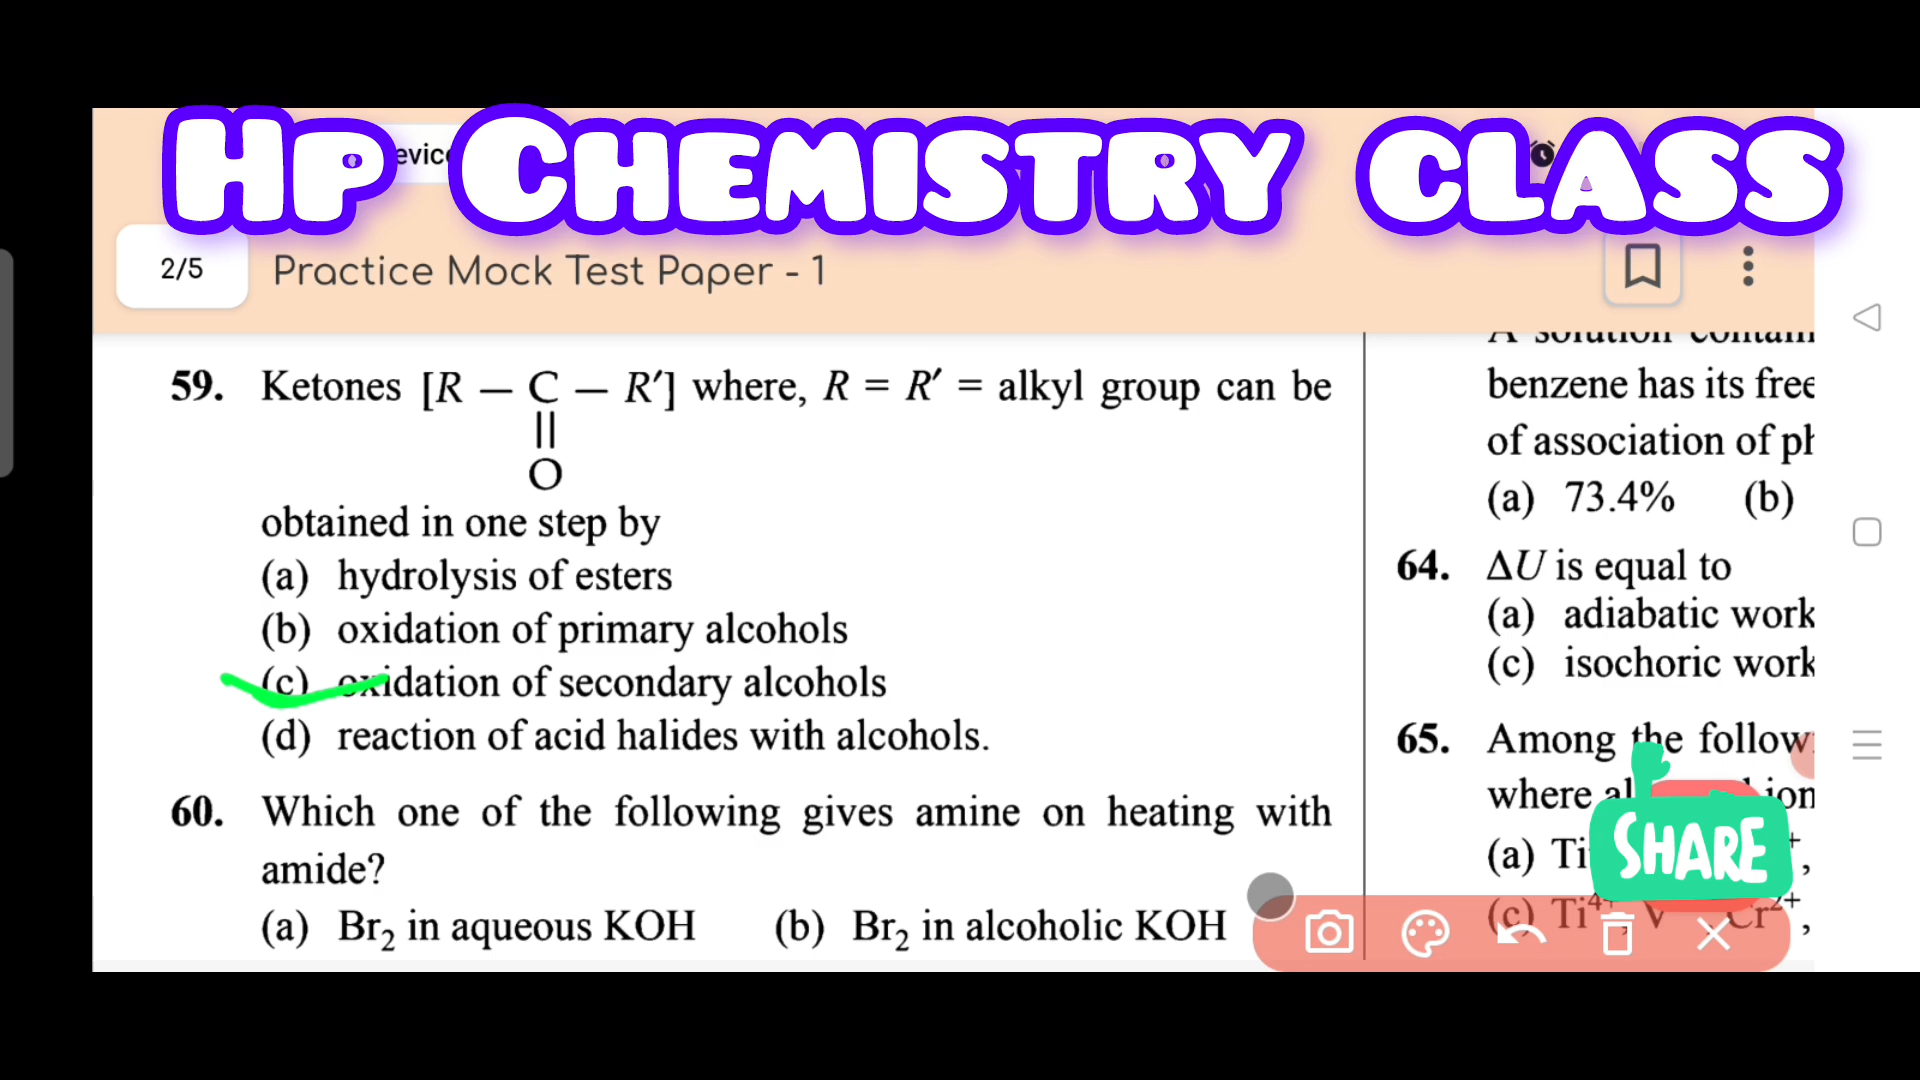 HP CHEMISTRY CLASS
2/5
Practice Mock Test Paper - 1
59. Ketones [R — C — R′] where, R = R′ = alkyl group can be
||
O
obtained in one step by
(a) hydrolysis of esters
(b) oxidation of primary alcohols
(c) oxidation of secondary alcohols
(d) reaction of acid halides with alcohols.
60. Which one of the following gives amine on heating with
amide?
(a) Br₂ in aqueous KOH (b) Br₂ in alcoholic KOH
A solution
benzene has its free
of association of
(a) 73.4% (b)
64. ΔU is equal to
(a) adiabatic work
(c) isochoric work
65. Among the
where
(a) Ti
(c) Ti⁴⁺, V Cr²⁺,
SHARE